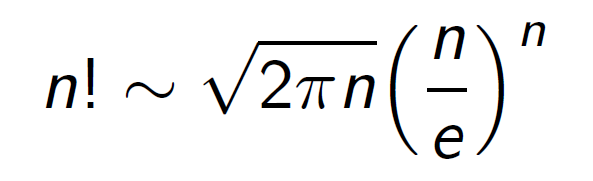 n! ∼ √(2πn) (n/e)^n